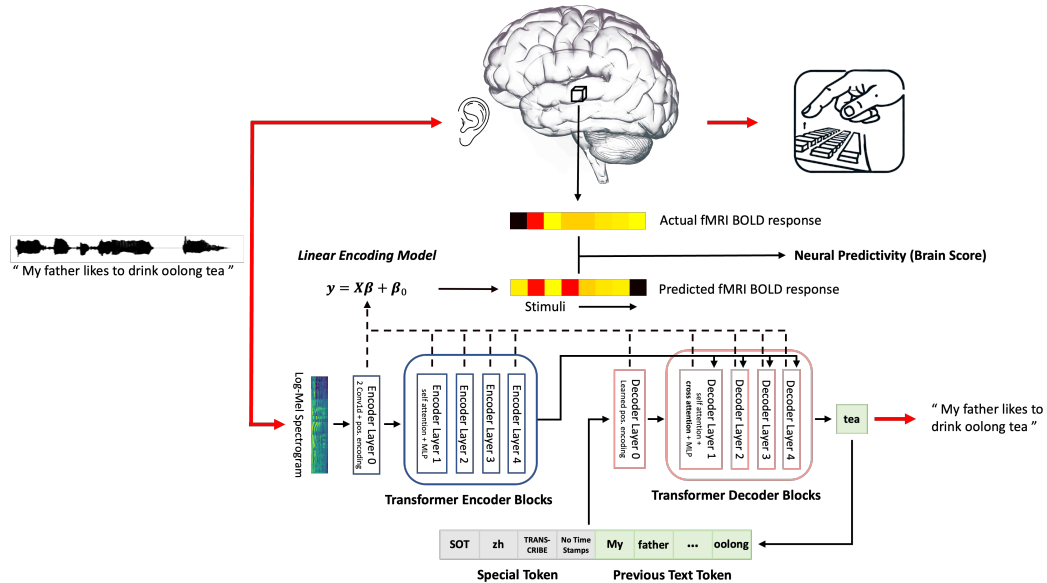 Actual fMRI BOLD response
“ My father likes to drink oolong tea ”
Linear Encoding Model
Neural Predictivity (Brain Score)
y = Xβ + β₀
Predicted fMRI BOLD response
Stimuli
Log-Mel Spectrogram
Encoder Layer 0
2 Conv1d + pos. encoding
Encoder Layer 1
self attention + MLP
Encoder Layer 2
Encoder Layer 3
Encoder Layer 4
Transformer Encoder Blocks
Decoder Layer 0
Learned pos. encoding
Decoder Layer 1
self attention +
cross attention + MLP
Decoder Layer 2
Decoder Layer 3
Decoder Layer 4
Transformer Decoder Blocks
tea
“ My father likes to
drink oolong tea ”
SOT
zh
TRANS-
CRIBE
No Time
Stamps
My
father
...
oolong
Special Token
Previous Text Token